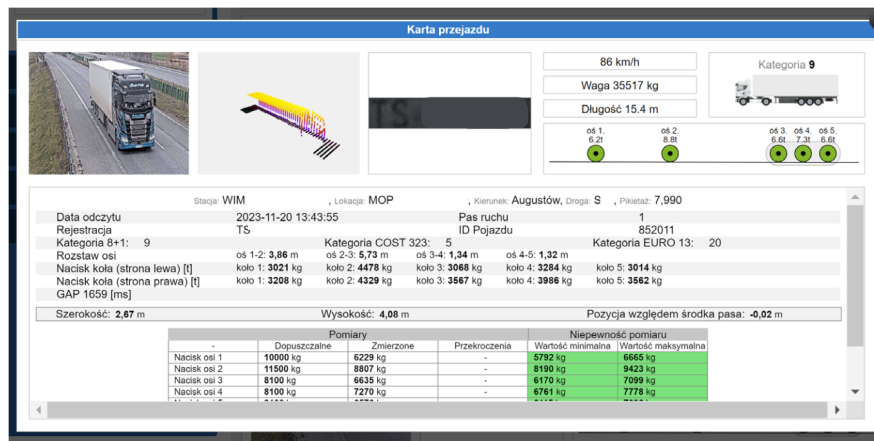 Karta przejazdu
86 km/h
Waga 35517 kg
Długość 15.4 m
Kategoria 9
oś 1. oś 2. oś 3. oś 4. oś 5.
6.2t 8.8t 6.6t 7.3t 6.6t
TS
Stacja: WIM , Lokacja: MOP , Kierunek: Augustów, Droga: S , Pikietaż: 7,990
Data odczytu 2023-11-20 13:43:55 Pas ruchu 1
Rejestracja TS ID Pojazdu 852011
Kategoria 8+1: 9 Kategoria COST 323: 5 Kategoria EURO 13: 20
Rozstaw osi oś 1-2: 3,86 m oś 2-3: 5,73 m oś 3-4: 1,34 m oś 4-5: 1,32 m
Nacisk koła (strona lewa) [t] koło 1: 3021 kg koło 2: 4478 kg koło 3: 3068 kg koło 4: 3284 kg koło 5: 3014 kg
Nacisk koła (strona prawa) [t] koło 1: 3208 kg koło 2: 4329 kg koło 3: 3567 kg koło 4: 3986 kg koło 5: 3562 kg
GAP 1659 [ms]
Szerokość: 2,67 m Wysokość: 4,08 m Pozycja względem środka pasa: -0,02 m
Pomiary Niepewność pomiaru
- Dopuszczalne Zmierzone Przekroczenia Wartość minimalna Wartość maksymalna
Nacisk osi 1 10000 kg 6229 kg - 5792 kg 6665 kg
Nacisk osi 2 11500 kg 8807 kg - 8190 kg 9423 kg
Nacisk osi 3 8100 kg 6635 kg - 6170 kg 7099 kg
Nacisk osi 4 8100 kg 7270 kg - 6761 kg 7778 kg